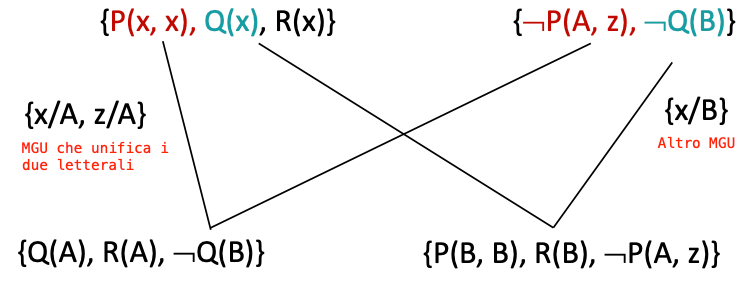 {P(x, x), Q(x), R(x)}
{¬P(A, z), ¬Q(B)}
{x/A, z/A}
MGU che unifica i
due letterali
{x/B}
Altro MGU
{Q(A), R(A), ¬Q(B)}
{P(B, B), R(B), ¬P(A, z)}